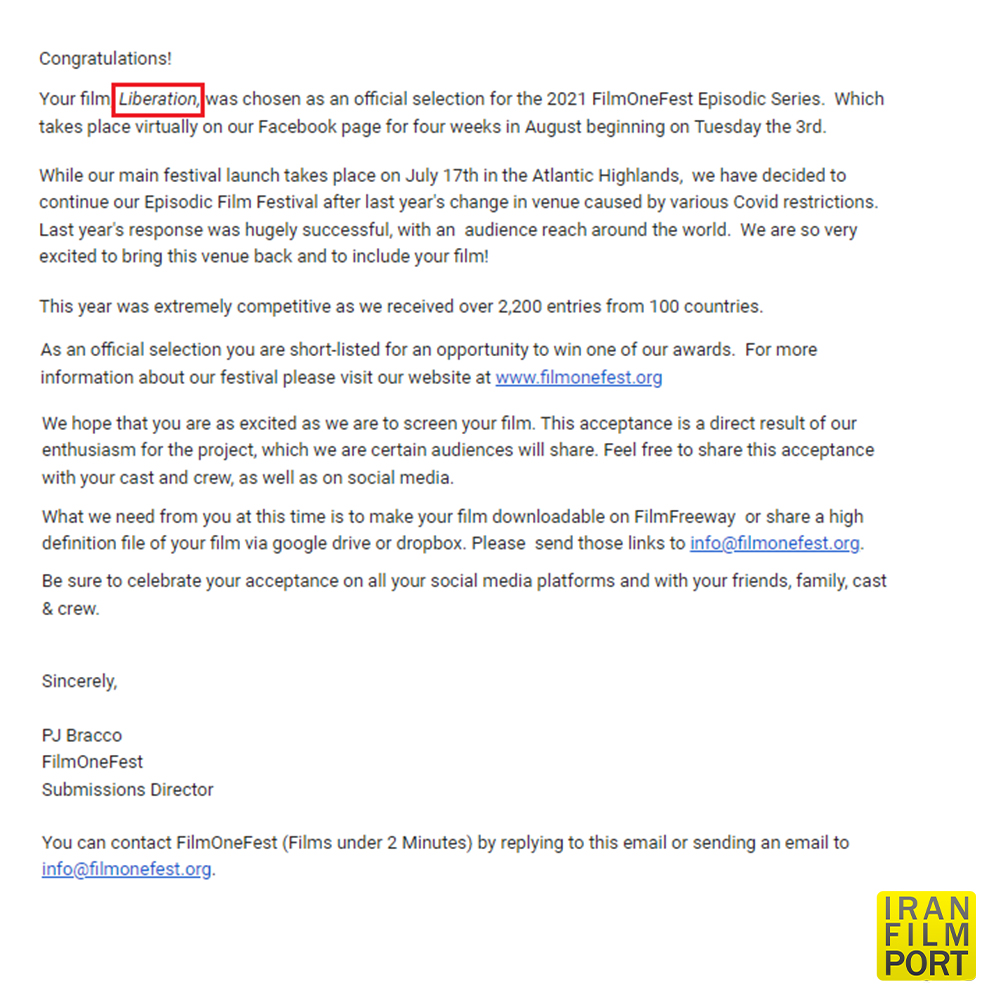 Congratulations!
Your film Liberation, was chosen as an official selection for the 2021 FilmOneFest Episodic Series.  Which
takes place virtually on our Facebook page for four weeks in August beginning on Tuesday the 3rd.
While our main festival launch takes place on July 17th in the Atlantic Highlands,  we have decided to
continue our Episodic Film Festival after last year's change in venue caused by various Covid restrictions.
Last year's response was hugely successful, with an  audience reach around the world.  We are so very
excited to bring this venue back and to include your film!
This year was extremely competitive as we received over 2,200 entries from 100 countries.
As an official selection you are short-listed for an opportunity to win one of our awards.  For more
information about our festival please visit our website at www.filmonefest.org
We hope that you are as excited as we are to screen your film. This acceptance is a direct result of our
enthusiasm for the project, which we are certain audiences will share. Feel free to share this acceptance
with your cast and crew, as well as on social media.
What we need from you at this time is to make your film downloadable on FilmFreeway  or share a high
definition file of your film via google drive or dropbox. Please  send those links to info@filmonefest.org.
Be sure to celebrate your acceptance on all your social media platforms and with your friends, family, cast
& crew.
Sincerely,
PJ Bracco
FilmOneFest
Submissions Director
You can contact FilmOneFest (Films under 2 Minutes) by replying to this email or sending an email to
info@filmonefest.org.
IRAN
FILM
PORT